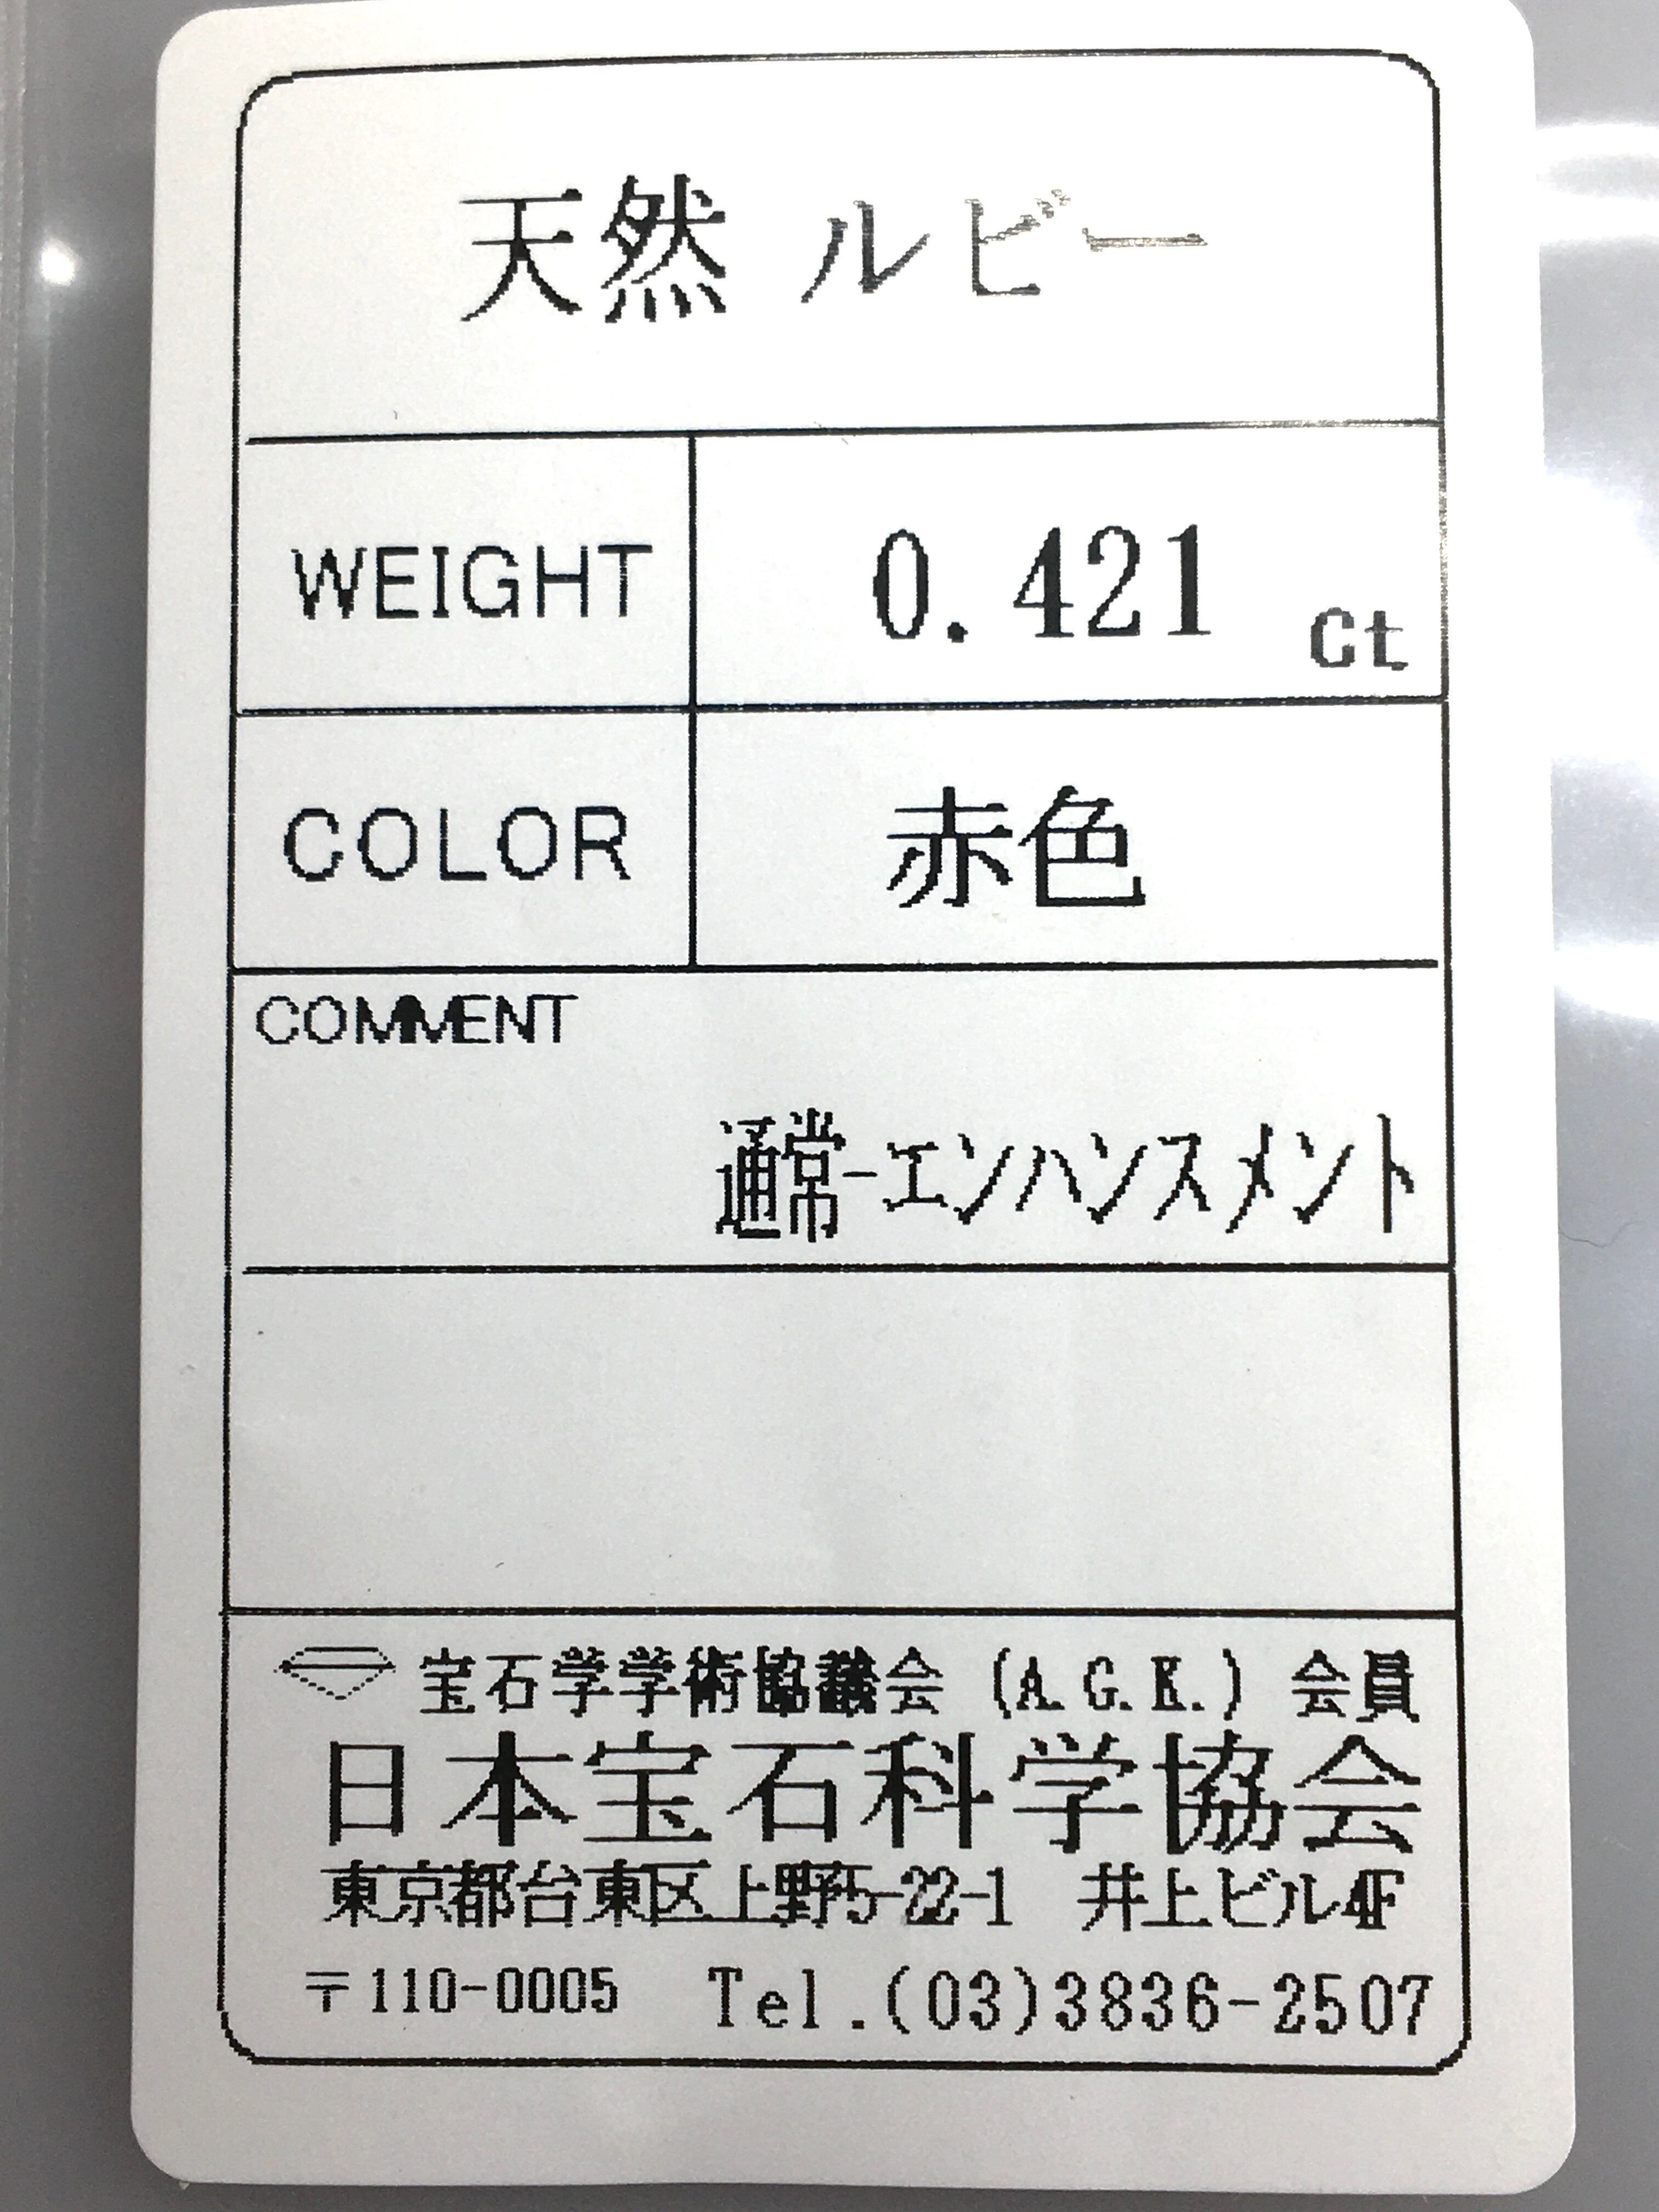 天然 ルビー
WEIGHT 0.421 ct
COLOR 赤色
COMMENT
通常-エンハンスメント
宝石学学術協議会 (A.G.K.) 会員
日本宝石科学協会
東京都台東区上野5-22-1 井上ビル4F
〒110-0005 Tel.(03)3836-2507